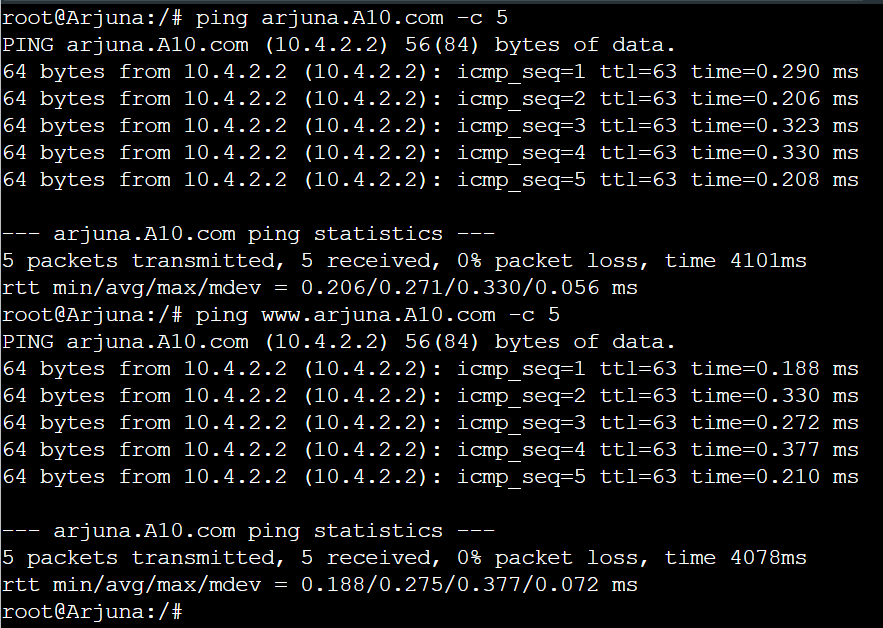 root@Arjuna:/# ping arjuna.A10.com -c 5
PING arjuna.A10.com (10.4.2.2) 56(84) bytes of data.
64 bytes from 10.4.2.2 (10.4.2.2): icmp_seq=1 ttl=63 time=0.290 ms
64 bytes from 10.4.2.2 (10.4.2.2): icmp_seq=2 ttl=63 time=0.206 ms
64 bytes from 10.4.2.2 (10.4.2.2): icmp_seq=3 ttl=63 time=0.323 ms
64 bytes from 10.4.2.2 (10.4.2.2): icmp_seq=4 ttl=63 time=0.330 ms
64 bytes from 10.4.2.2 (10.4.2.2): icmp_seq=5 ttl=63 time=0.208 ms

--- arjuna.A10.com ping statistics ---
5 packets transmitted, 5 received, 0% packet loss, time 4101ms
rtt min/avg/max/mdev = 0.206/0.271/0.330/0.056 ms
root@Arjuna:/# ping www.arjuna.A10.com -c 5
PING arjuna.A10.com (10.4.2.2) 56(84) bytes of data.
64 bytes from 10.4.2.2 (10.4.2.2): icmp_seq=1 ttl=63 time=0.188 ms
64 bytes from 10.4.2.2 (10.4.2.2): icmp_seq=2 ttl=63 time=0.330 ms
64 bytes from 10.4.2.2 (10.4.2.2): icmp_seq=3 ttl=63 time=0.272 ms
64 bytes from 10.4.2.2 (10.4.2.2): icmp_seq=4 ttl=63 time=0.377 ms
64 bytes from 10.4.2.2 (10.4.2.2): icmp_seq=5 ttl=63 time=0.210 ms

--- arjuna.A10.com ping statistics ---
5 packets transmitted, 5 received, 0% packet loss, time 4078ms
rtt min/avg/max/mdev = 0.188/0.275/0.377/0.072 ms
root@Arjuna:/#